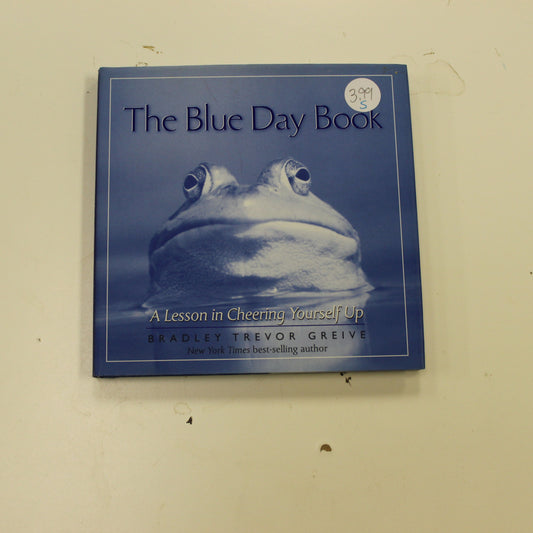 3.99
S
The Blue Day Book
A Lesson in Cheering Yourself Up
BRADLEY TREVOR GREIVE
New York Times best-selling author